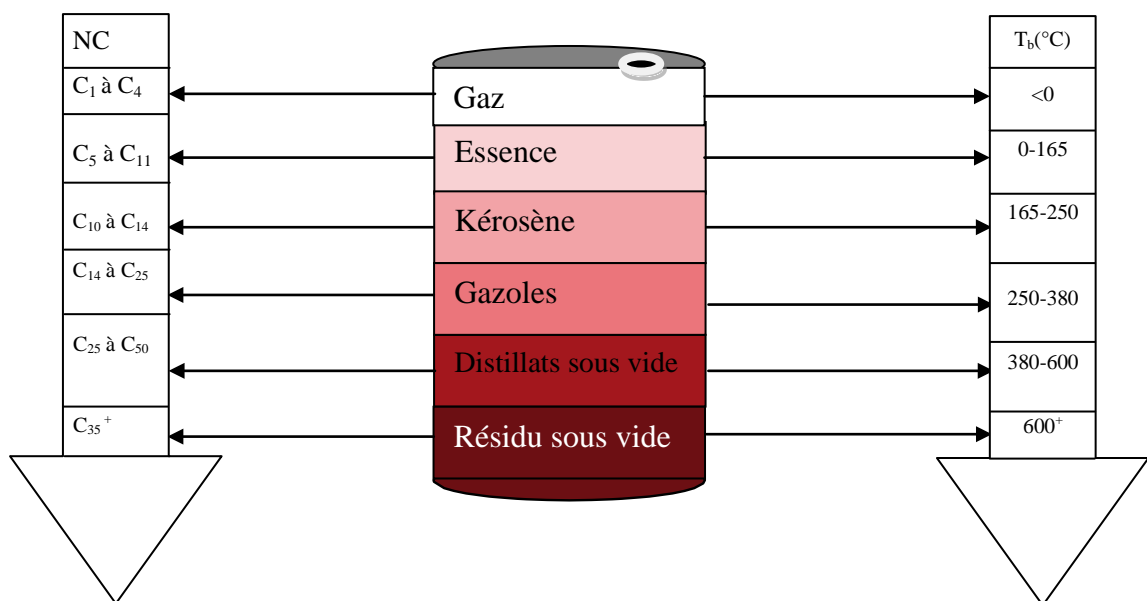 NC
C₁ à C₄
C₅ à C₁₁
C₁₀ à C₁₄
C₁₄ à C₂₅
C₂₅ à C₅₀
C₃₅⁺
Gaz
Essence
Kérosène
Gazoles
Distillats sous vide
Résidu sous vide
T_b(°C)
<0
0-165
165-250
250-380
380-600
600⁺